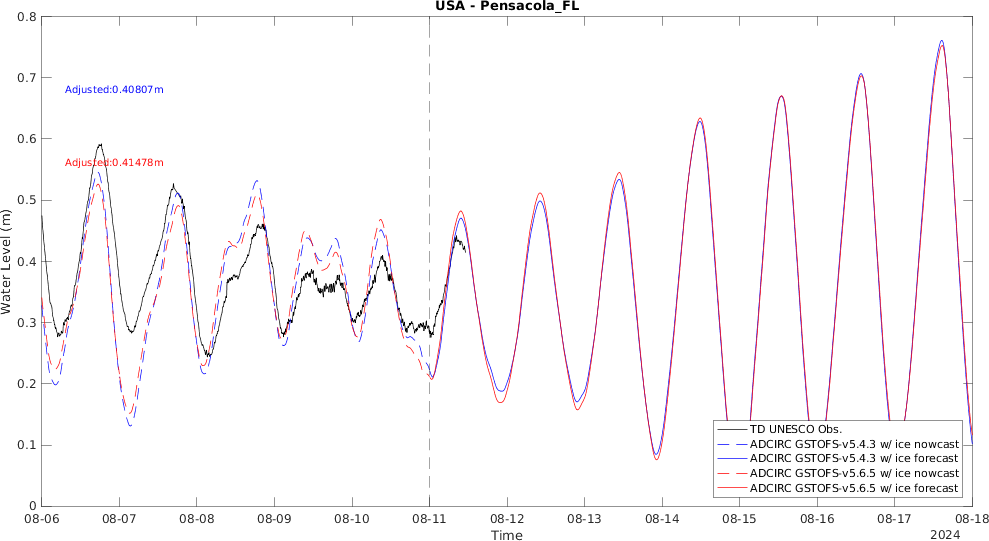 USA - Pensacola_FL
0.8
0.7
0.6
0.5
0.4
0.3
0.2
0.1
0
Water Level (m)
Adjusted:0.40807m
Adjusted:0.41478m
TD UNESCO Obs.
ADCIRC GSTOFS-v5.4.3 w/ ice nowcast
ADCIRC GSTOFS-v5.4.3 w/ ice forecast
ADCIRC GSTOFS-v5.6.5 w/ ice nowcast
ADCIRC GSTOFS-v5.6.5 w/ ice forecast
08-06 08-07 08-08 08-09 08-10 08-11 08-12 08-13 08-14 08-15 08-16 08-17 08-18
Time
2024